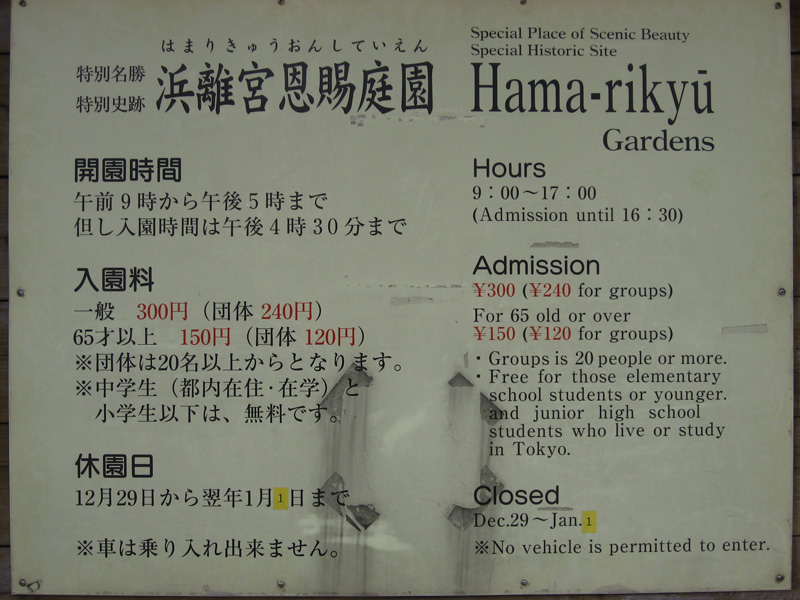 はまりきゅうおんしていえん
特別名勝
特別史跡
浜離宮恩賜庭園
開園時間
午前9時から午後5時まで
但し入園時間は午後4時30分まで
入園料
一般 300円(団体 240円)
65才以上 150円(団体 120円)
※団体は20名以上からとなります。
※中学生(都内在住·在学)と
小学生以下は、無料です。
休園日
12月29日から翌年1月1日まで
※車は乗り入れ出来ません。
Special Place of Scenic Beauty
Special Historic Site
Hama-rikyū
Gardens
Hours
9:00〜17:00
(Admission until 16:30)
Admission
¥300 (¥240 for groups)
For 65 old or over
¥150 (¥120 for groups)
・Groups is 20 people or more.
・Free for those elementary
school students or younger.
and junior high school
students who live or study
in Tokyo.
Closed
Dec.29〜Jan.1
※No vehicle is permitted to enter.